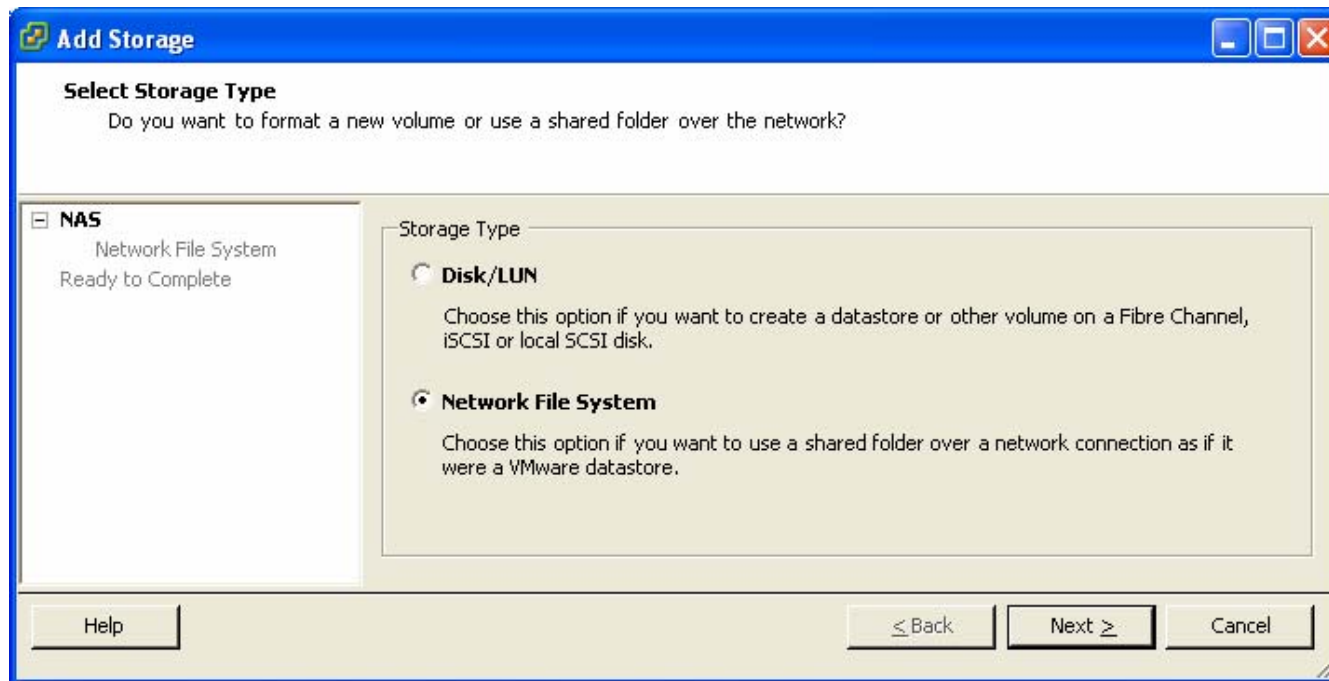 Add Storage
Select Storage Type
Do you want to format a new volume or use a shared folder over the network?
NAS
Network File System
Ready to Complete
Storage Type
Disk/LUN
Choose this option if you want to create a datastore or other volume on a Fibre Channel,
iSCSI or local SCSI disk.
Network File System
Choose this option if you want to use a shared folder over a network connection as if it
were a VMware datastore.
Help
< Back
Next >
Cancel